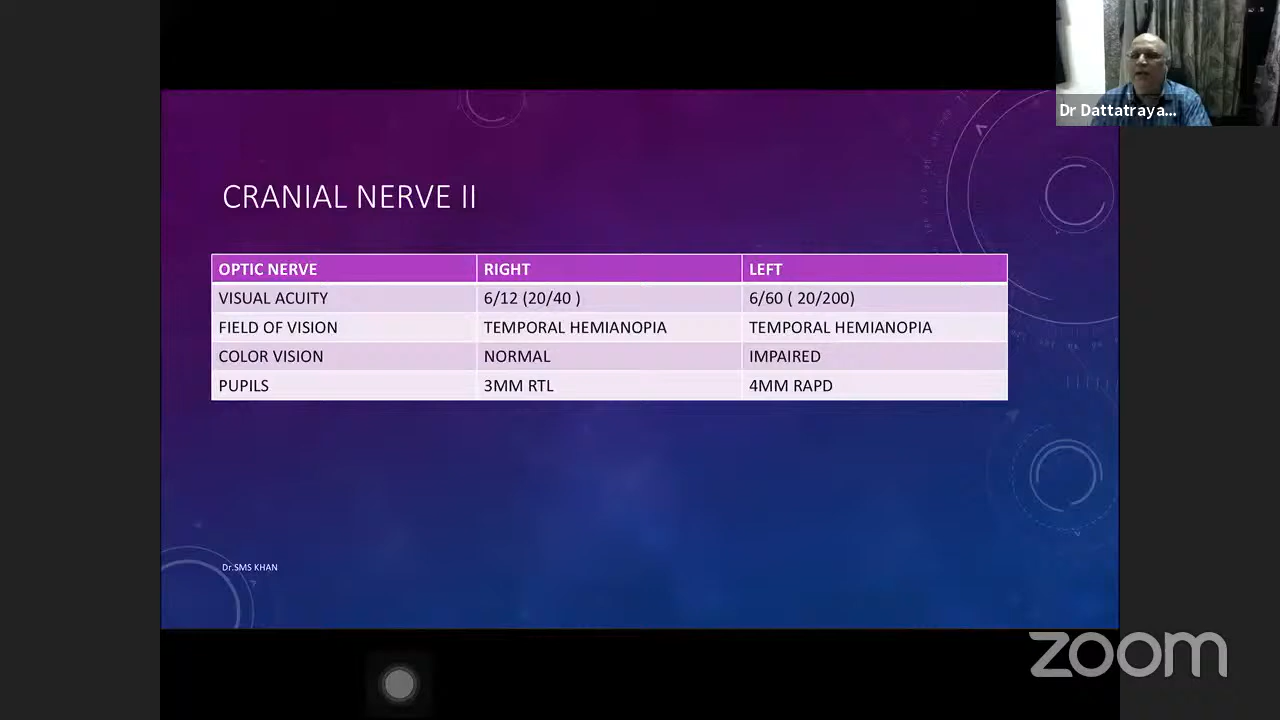 Dr Dattatraya...
CRANIAL NERVE II
OPTIC NERVE RIGHT LEFT
VISUAL ACUITY 6/12 (20/40 ) 6/60 ( 20/200)
FIELD OF VISION TEMPORAL HEMIANOPIA TEMPORAL HEMIANOPIA
COLOR VISION NORMAL IMPAIRED
PUPILS 3MM RTL 4MM RAPD
Dr.SMS KHAN
zoom